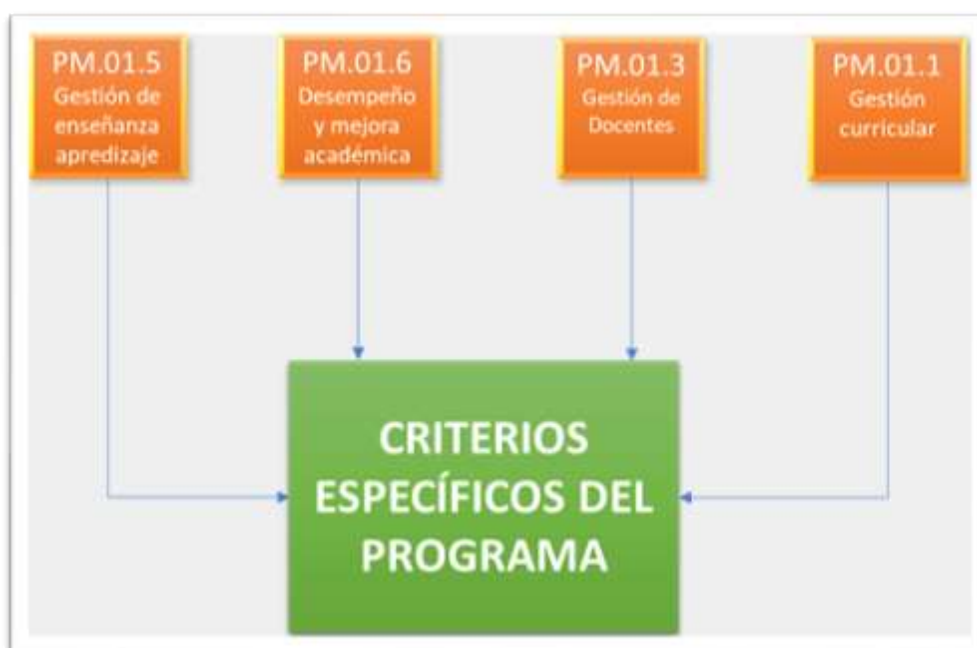 PM.01.5
Gestión de
enseñanza
apredizaje
PM.01.6
Desempeño
y mejora
académica
PM.01.3
Gestión de
Docentes
PM.01.1
Gestión
curricular
CRITERIOS
ESPECÍFICOS DEL
PROGRAMA